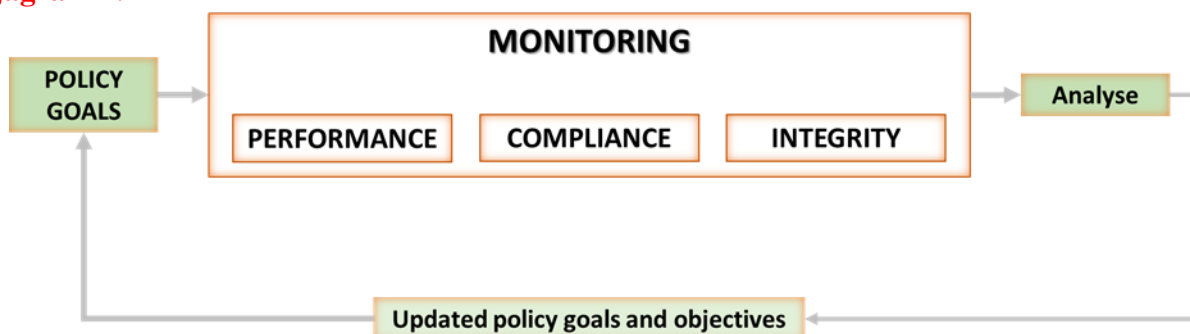 MONITORING
POLICY
GOALS
Analyse
PERFORMANCE
COMPLIANCE
INTEGRITY
Updated policy goals and objectives